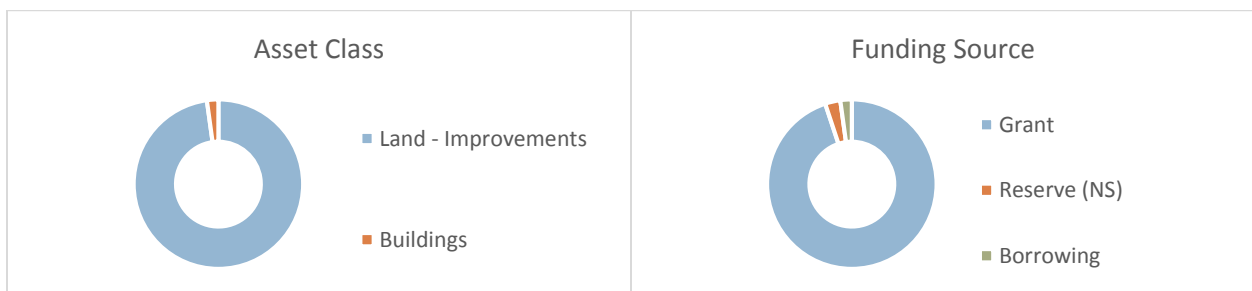 Asset Class
Land - Improvements
Buildings
Funding Source
Grant
Reserve (NS)
Borrowing